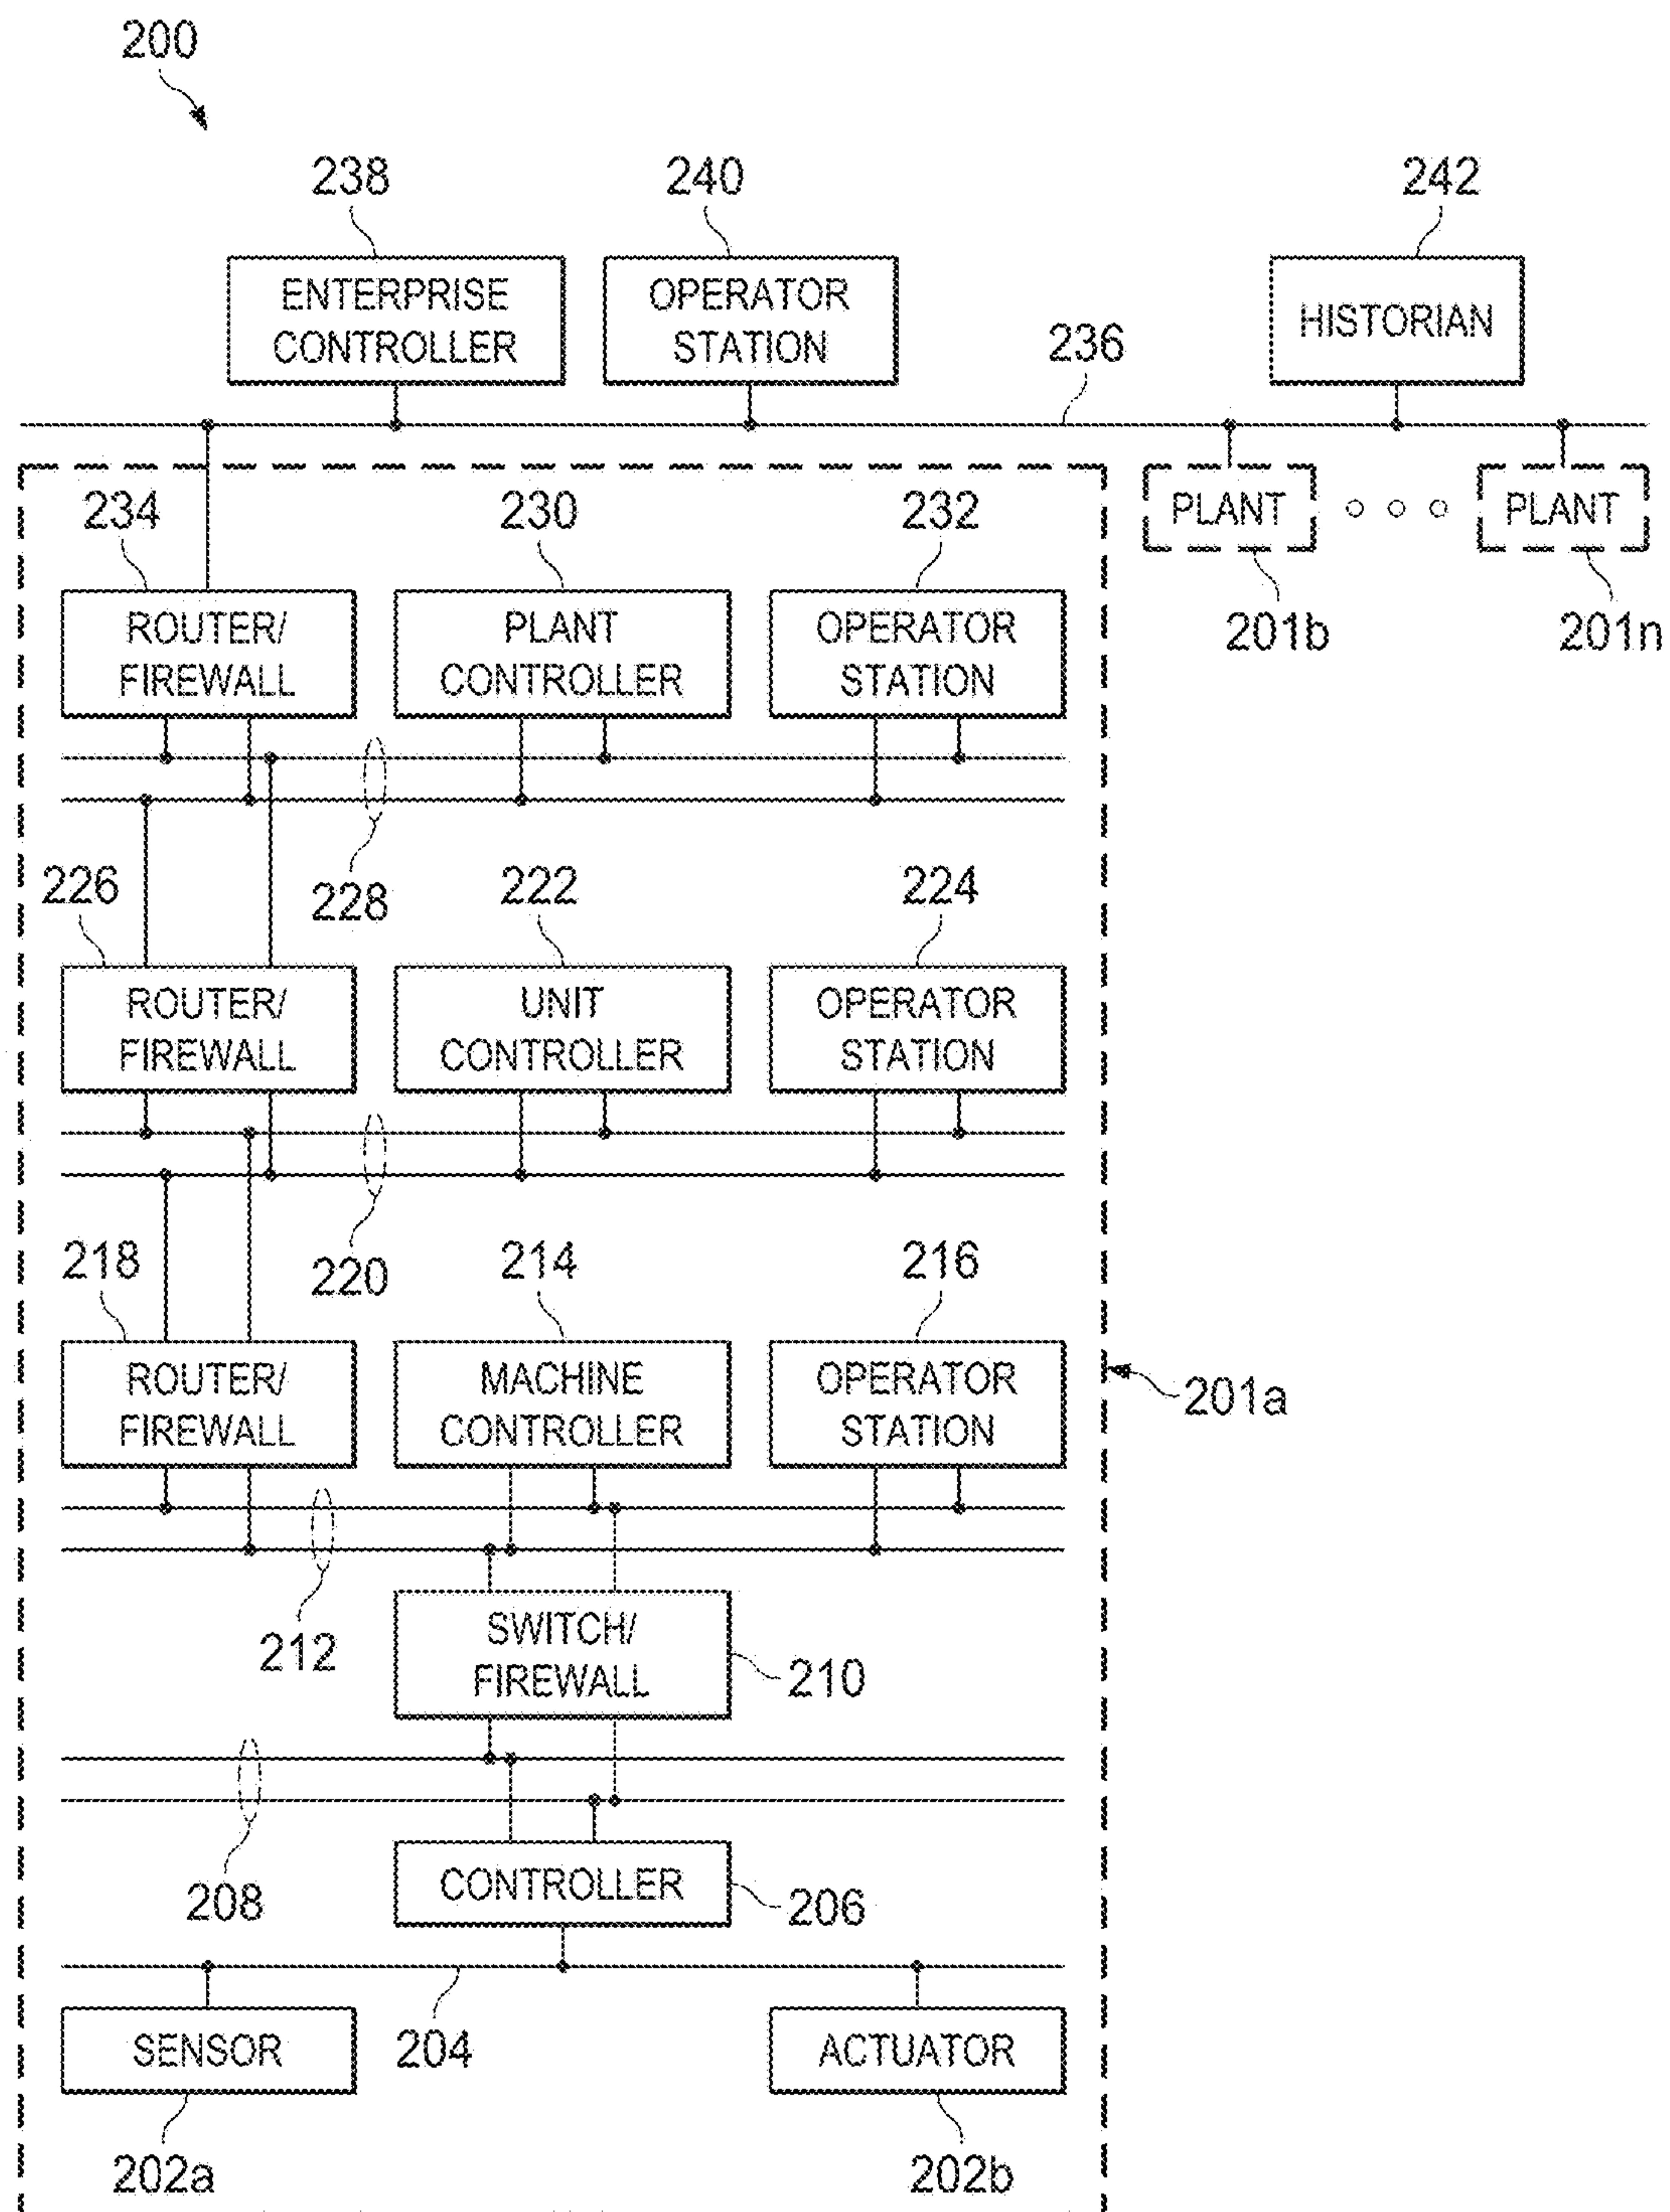 200
238
240
242
ENTERPRISE
CONTROLLER
OPERATOR
STATION
HISTORIAN
236
234
230
232
PLANT
PLANT
201b
201n
ROUTER/
FIREWALL
PLANT
CONTROLLER
OPERATOR
STATION
228
226
222
224
ROUTER/
FIREWALL
UNIT
CONTROLLER
OPERATOR
STATION
220
218
214
216
ROUTER/
FIREWALL
MACHINE
CONTROLLER
OPERATOR
STATION
201a
212
SWITCH/
FIREWALL
210
208
CONTROLLER
206
204
SENSOR
ACTUATOR
202a
202b